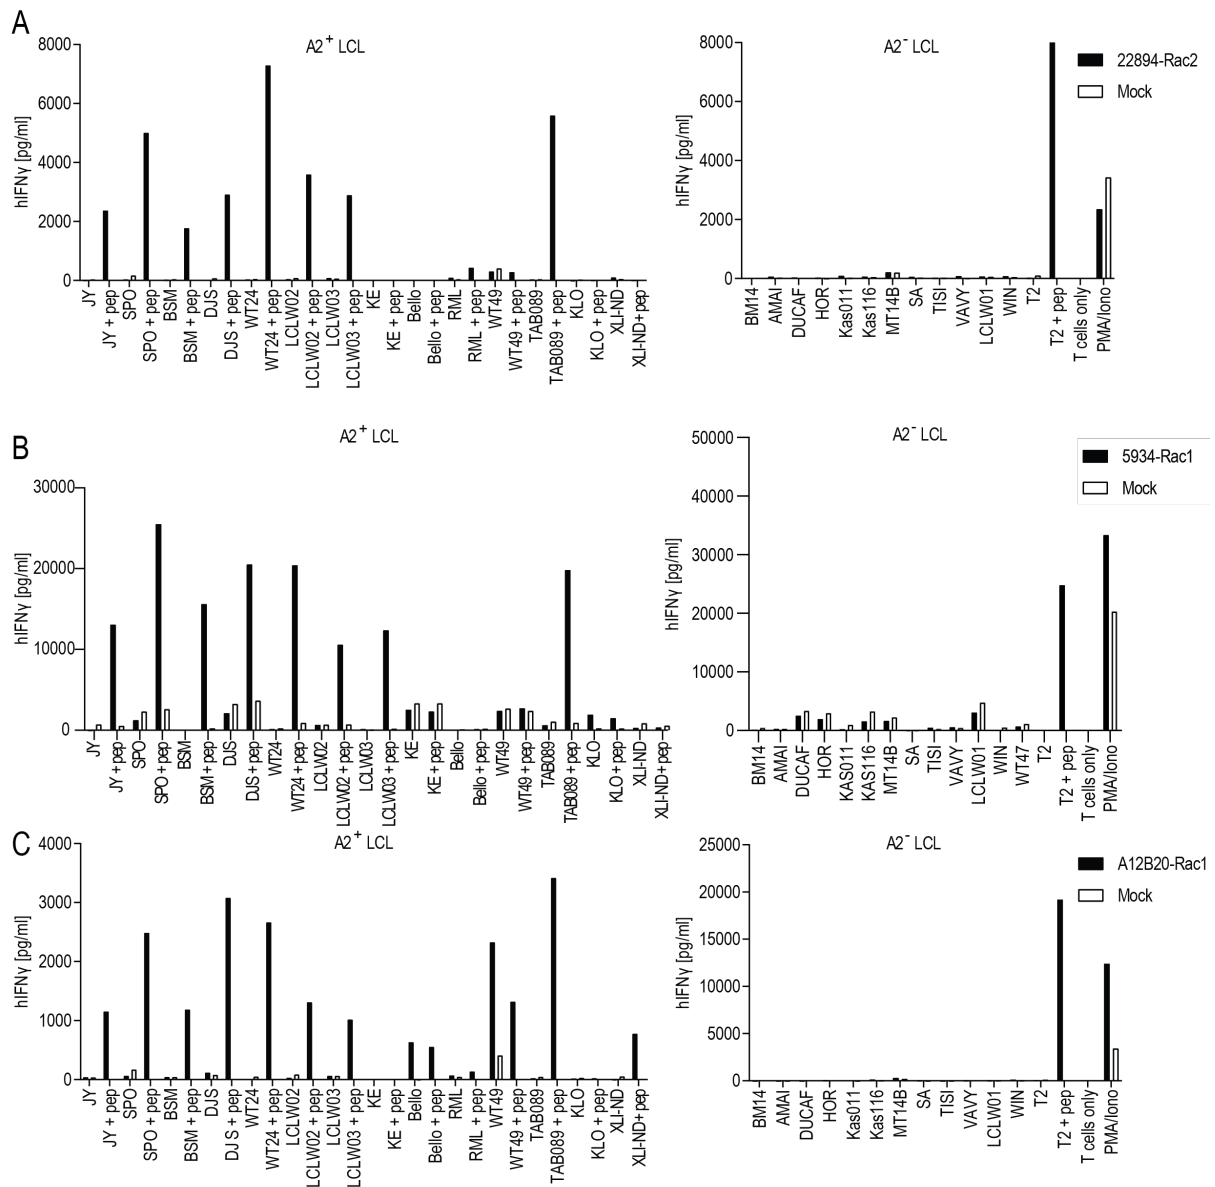 A
A2+ LCL
hIFNγ [pg/ml]
8000
6000
4000
2000
0
JY
JY + pep
SPO
SPO + pep
BSM
BSM + pep
DJS
DJS + pep
WT24
WT24 + pep
LCLW02
LCLW02 + pep
LCLW03
LCLW03 + pep
KE
KE + pep
Bello
Bello + pep
RML
RML + pep
WT49
WT49 + pep
TAB089
TAB089 + pep
KLO
KLO + pep
XLI-ND
XLI-ND+pep
A2- LCL
hIFNγ [pg/ml]
8000
6000
4000
2000
0
BM14
AMAI
DUCAF
HOR
Kas011
Kas116
MT14B
SA
TISI
VAVY
LCLW01
WIN
T2
T2 + pep
T cells only
PMA/Iono
22894-Rac2
Mock
B
A2+ LCL
hIFNγ [pg/ml]
30000
20000
10000
0
JY
JY + pep
SPO
SPO + pep
BSM
BSM + pep
DJS
DJS + pep
WT24
WT24 + pep
LCLW02
LCLW02 + pep
LCLW03
LCLW03 + pep
KE
KE + pep
Bello
Bello + pep
WT49
WT49 + pep
TAB089
TAB089 + pep
KLO
KLO + pep
XLI-ND
XLI-ND + pep
A2- LCL
hIFNγ [pg/ml]
50000
40000
30000
20000
10000
0
BM14
AMAI
DUCAF
HOR
KAS011
KAS116
MT14B
SA
TISI
VAVY
LCLW01
WIN
WT47
T2
T2 + pep
T cells only
PMA/Iono
5934-Rac1
Mock
C
A2+ LCL
hIFNγ [pg/ml]
4000
3000
2000
1000
0
JY
JY + pep
SPO
SPO + pep
BSM
BSM + pep
DJS
DJ S + pep
WT24
WT24 + pep
LCLW02
LCLW02 + pep
LCLW03
LCLW03 + pep
KE
KE + pep
Bello
Bello + pep
RML
RML + pep
WT49
WT49 + pep
TAB089
TAB089 + pep
KLO
KLO + pep
XLI-ND
XLI-ND+pep
A2- LCL
hIFNγ [pg/ml]
25000
20000
15000
10000
5000
0
BM14
AMAI
DUCAF
HOR
Kas011
Kas116
MT14B
SA
TISI
VAVY
LCLW01
WIN
T2
T2 + pep
T cells only
PMA/Iono
A12B20-Rac1
Mock